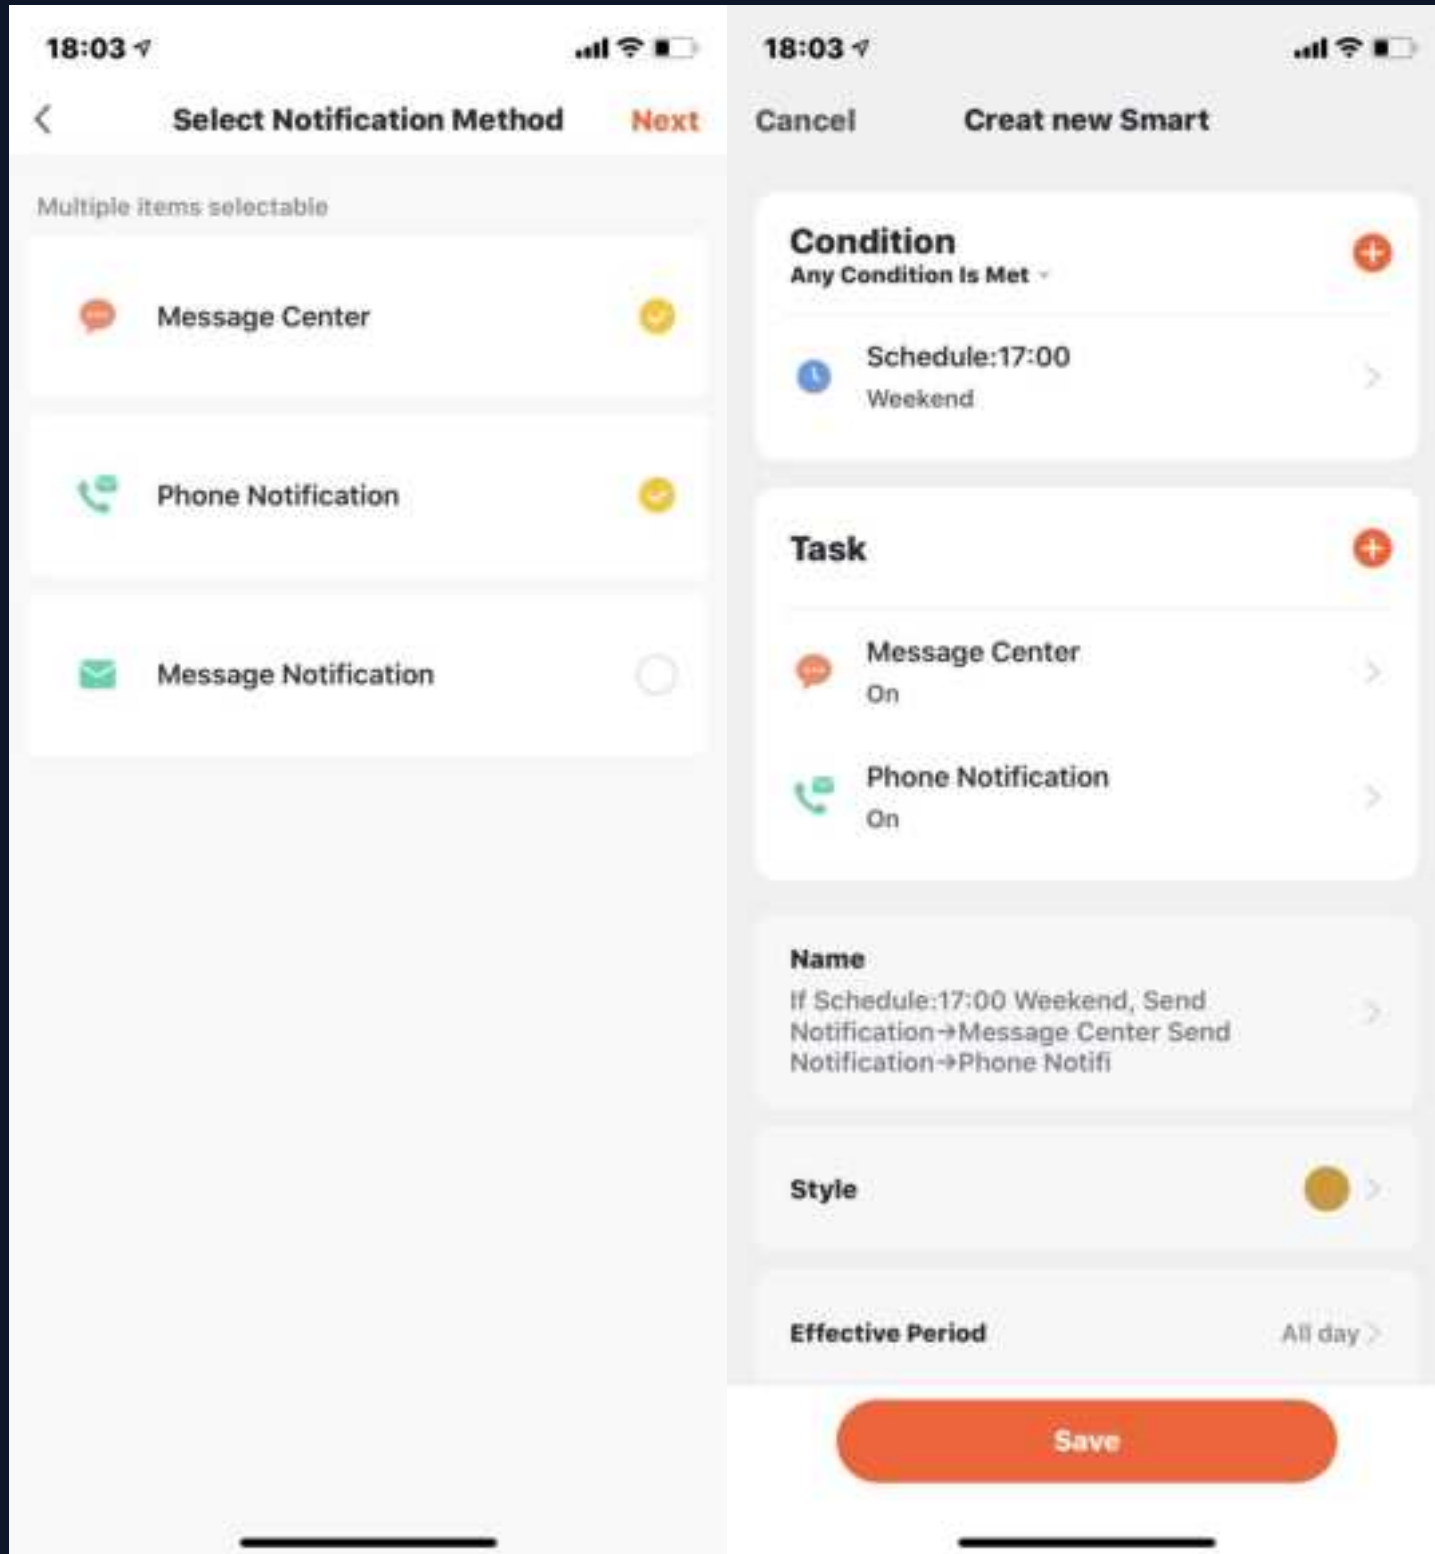 18:03
Select Notification Method
Next
Multiple items selectable
Message Center
Phone Notification
Message Notification
18:03
Cancel
Creat new Smart
Condition
Any Condition Is Met
Schedule:17:00
Weekend
Task
Message Center
On
Phone Notification
On
Name
If Schedule:17:00 Weekend, Send
Notification→Message Center Send
Notification→Phone Notifi
Style
Effective Period
All day
Save